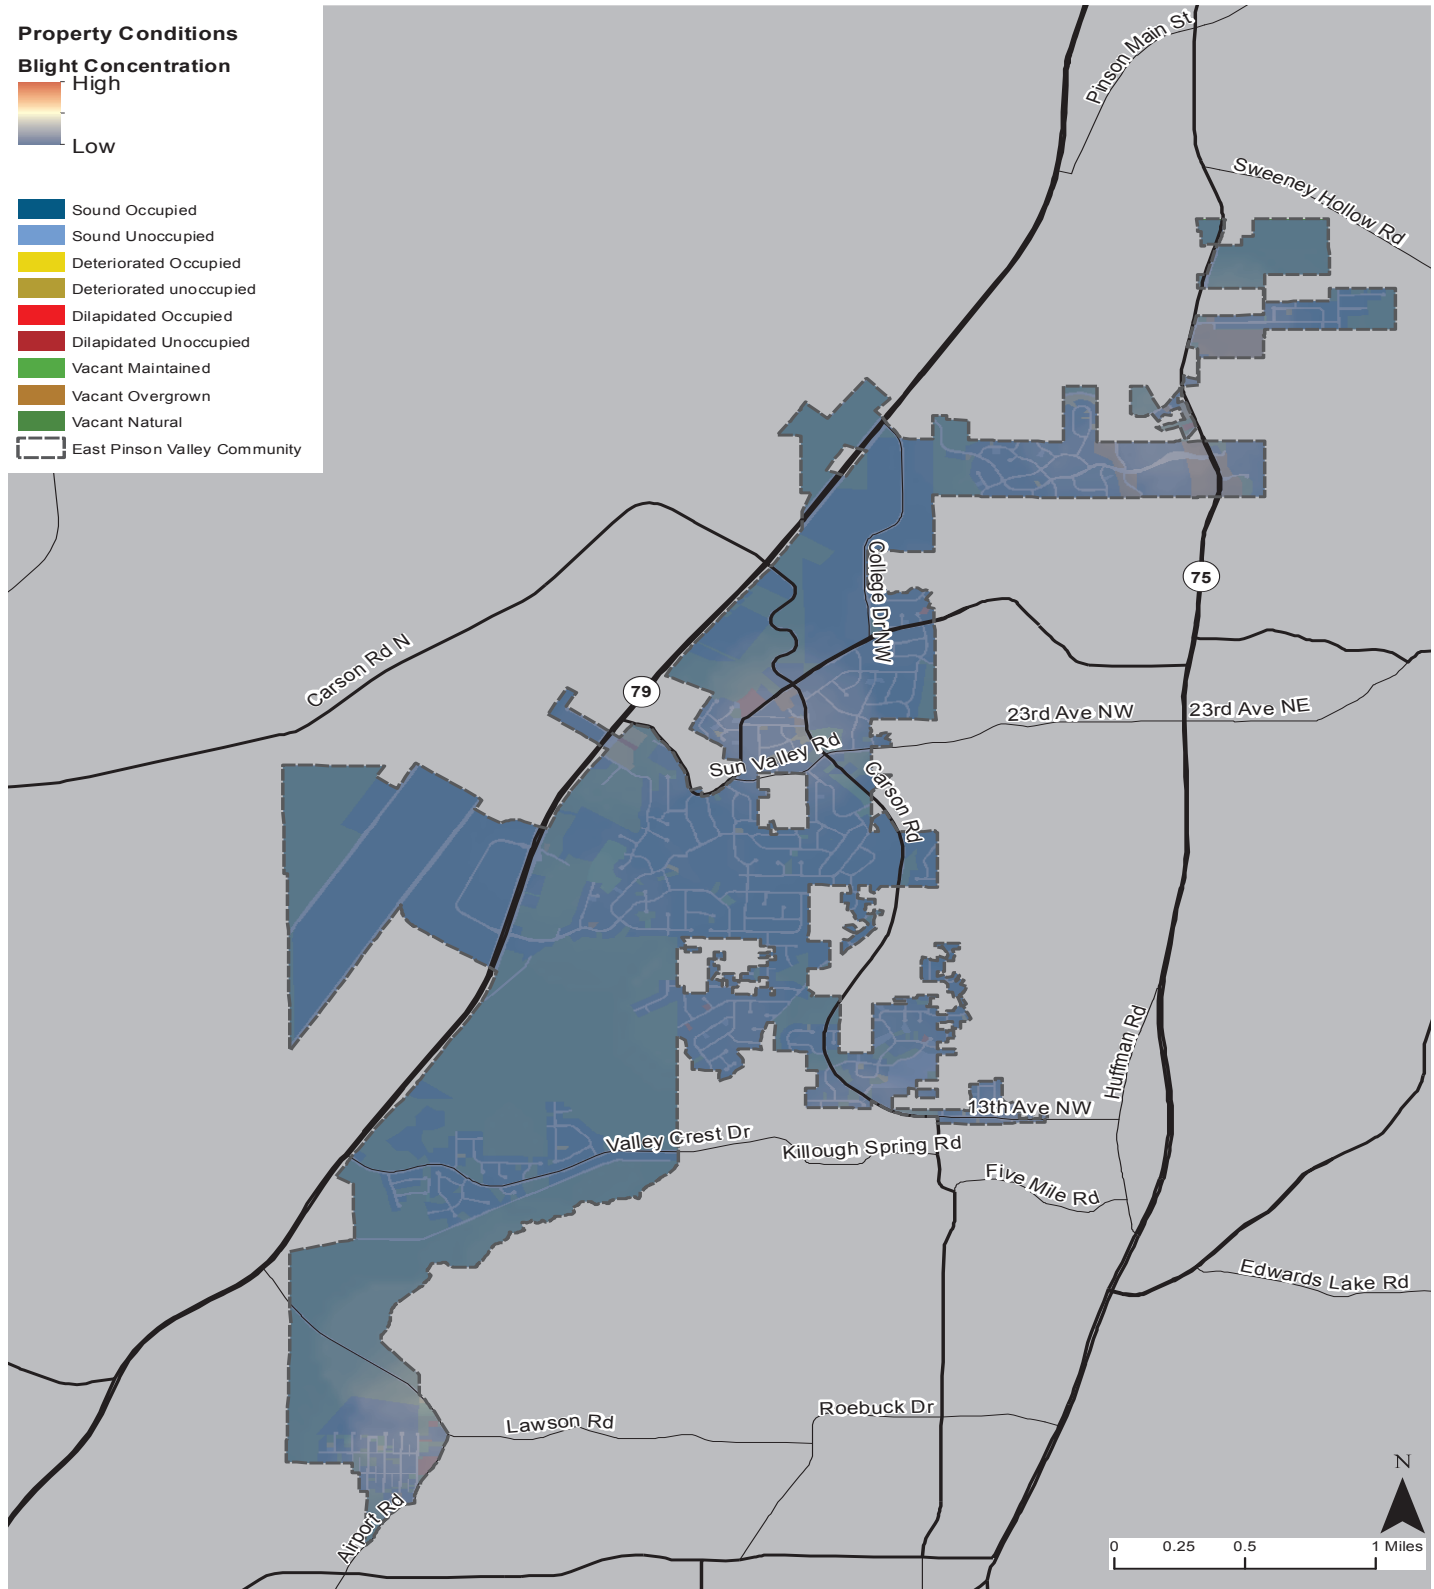 Property Conditions
Blight Concentration
High
Low
Sound Occupied
Sound Unoccupied
Deteriorated Occupied
Deteriorated unoccupied
Dilapidated Occupied
Dilapidated Unoccupied
Vacant Maintained
Vacant Overgrown
Vacant Natural
East Pinson Valley Community
Pinson Main St
Sweeney Hollow Rd
College Dr NW
75
Carson Rd N
79
23rd Ave NW
23rd Ave NE
Sun Valley Rd
Carson Rd
Huffman Rd
13th Ave NW
Valley Crest Dr
Killough Spring Rd
Five Mile Rd
Edwards Lake Rd
Roebuck Dr
Lawson Rd
Airport Rd
N
0 0.25 0.5 1 Miles